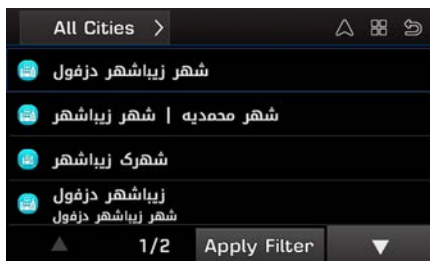 All Cities >
شهر زیباشهر دزفول
شهر محمدیه | شهر زیباشهر
شهرک زیباشهر
زیباشهر دزفول
شهر زیباشهر دزفول
1/2 Apply Filter